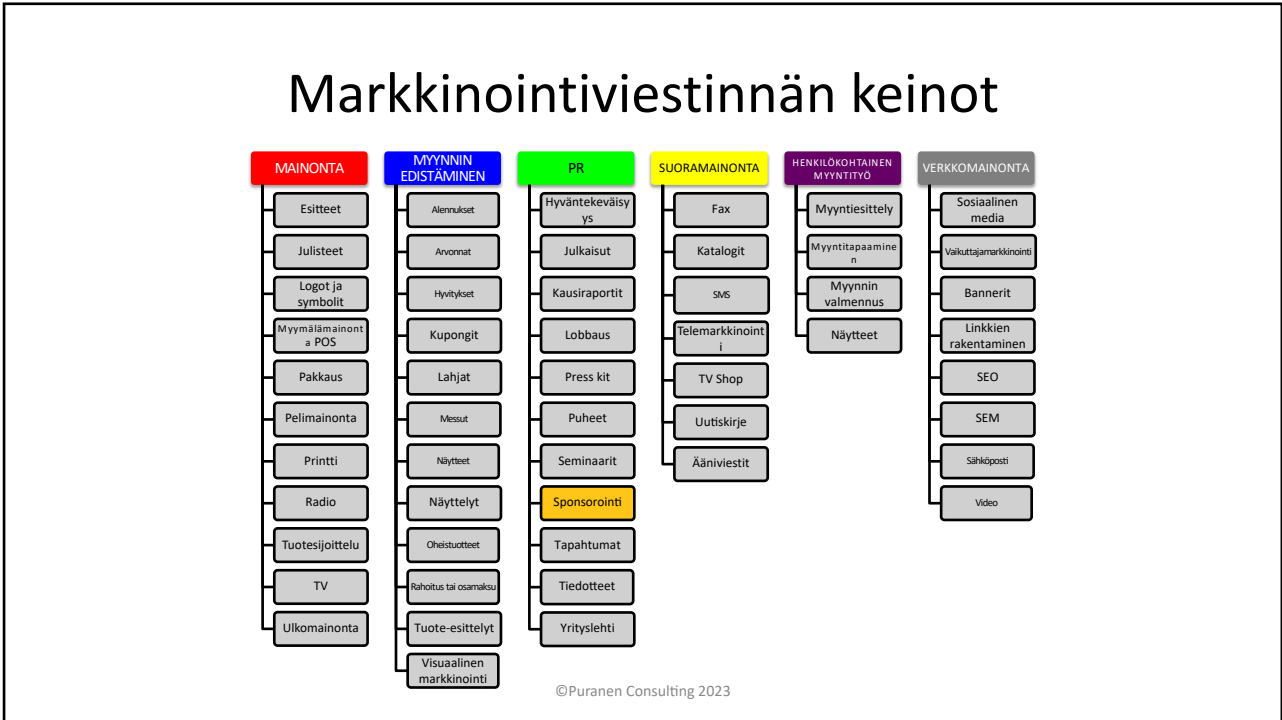 Markkinointiviestinnän keinot
MAINONTA
Esitteet
Julisteet
Logot ja
symbolit
Myymälämainont
a POS
Pakkaus
Pelimainonta
Printti
Radio
Tuotesijoittelu
TV
Ulkomainonta
MYYNNIN
EDISTÄMINEN
Alennukset
Arvonnat
Hyvitykset
Kupongit
Lahjat
Messut
Näytteet
Näyttelyt
Oheistuotteet
Rahoitus tai osamaksu
Tuote-esittelyt
Visuaalinen
markkinointi
PR
Hyväntekeväisy
ys
Julkaisut
Kausiraportit
Lobbaus
Press kit
Puheet
Seminaarit
Sponsorointi
Tapahtumat
Tiedotteet
Yrityslehti
SUORAMAINONTA
Fax
Katalogit
SMS
Telemarkkinoint
i
TV Shop
Uutiskirje
Ääniviestit
HENKILÖKOHTAINEN
MYYNTITYÖ
Myyntiesittely
Myyntitapaamine
n
Myynnin
valmennus
Näytteet
VERKKOMAINONTA
Sosiaalinen
media
Vaikuttajamarkkinointi
Bannerit
Linkkien
rakentaminen
SEO
SEM
Sähköposti
Video
©Puranen Consulting 2023